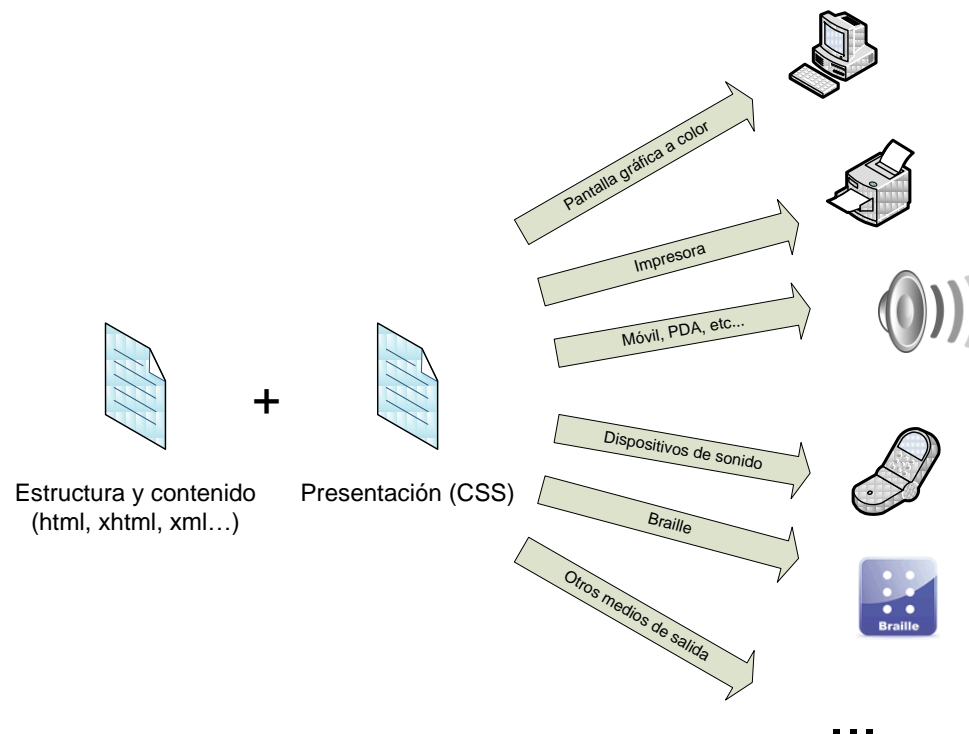 Pantalla gráfica a color
Impresora
Móvil, PDA, etc...
+
Dispositivos de sonido
Estructura y contenido
(html, xhtml, xml…)
Presentación (CSS)
Braille
Braille
Otros medios de salida
...